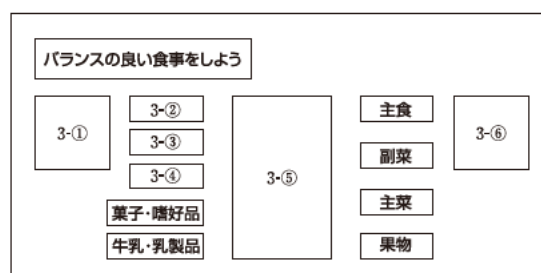 バランスの良い食事をしよう
3-①
3-②
3-③
3-④
菓子・嗜好品
牛乳・乳製品
3-⑤
主食
副菜
主菜
果物
3-⑥